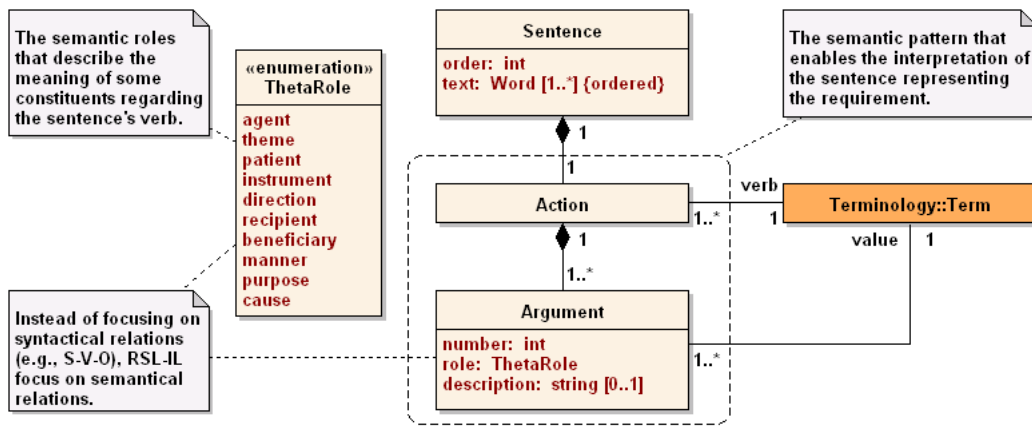 The semantic roles
that describe the
meaning of some
constituents regarding
the sentence's verb.
«enumeration»
ThetaRole
agent
theme
patient
instrument
direction
recipient
beneficiary
manner
purpose
cause
Instead of focusing on
syntactical relations
(e.g., S-V-O), RSL-IL
focus on semantical
relations.
Sentence
order: int
text: Word [1..*] {ordered}
1
1
Action
1
1..*
Argument
number: int
role: ThetaRole
description: string [0..1]
The semantic pattern that
enables the interpretation of
the sentence representing
the requirement.
verb
1..*
1
Terminology::Term
value
1
1..*